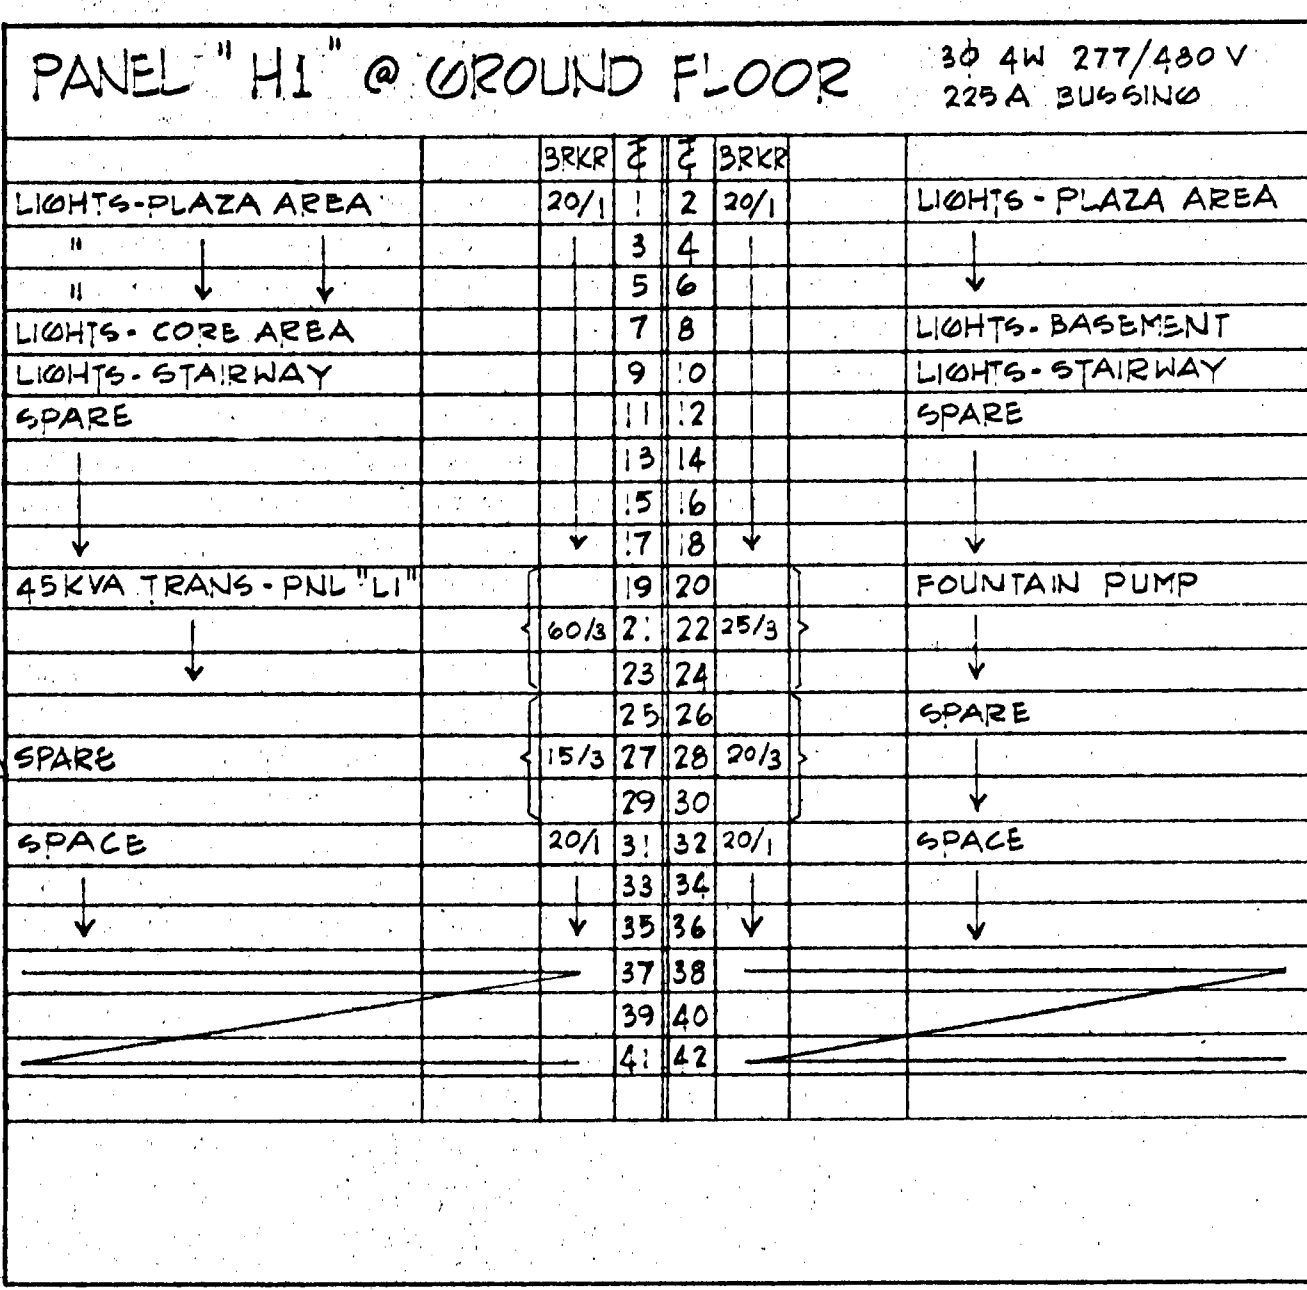 PANEL "H1" @ GROUND FLOOR
3Φ 4W 277/480 V
225 A BUSSING
BRKR ₵ ₵ BRKR
LIGHTS-PLAZA AREA 20/1 1 2 20/1 LIGHTS - PLAZA AREA
" 3 4
" 5 6
LIGHTS - CORE AREA 7 8 LIGHTS - BASEMENT
LIGHTS - STAIRWAY 9 10 LIGHTS - STAIRWAY
SPARE 11 12 SPARE
13 14
15 16
17 18
45KVA TRANS - PNL "L1" 19 20 FOUNTAIN PUMP
60/3 21 22 25/3
23 24
25 26 SPARE
SPARE 15/3 27 28 20/3
29 30
SPACE 20/1 31 32 20/1 SPACE
33 34
35 36
37 38
39 40
41 42